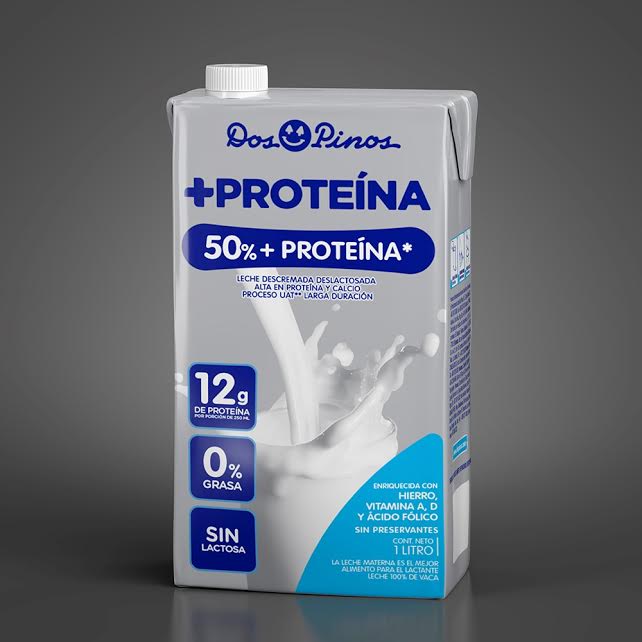 Dos Pinos
+PROTEÍNA
50% + PROTEÍNA*
LECHE DESCREMADA DESLACTOSADA
ALTA EN PROTEÍNA Y CALCIO
PROCESO UAT** LARGA DURACIÓN
12g
DE PROTEÍNA
POR PORCIÓN DE 250 ML
0%
GRASA
SIN
LACTOSA
ENRIQUECIDA CON
HIERRO,
VITAMINA A, D
Y ÁCIDO FÓLICO
SIN PRESERVANTES
CONT. NETO
1 LITRO
LA LECHE MATERNA ES EL MEJOR
ALIMENTO PARA EL LACTANTE
LECHE 100% DE VACA